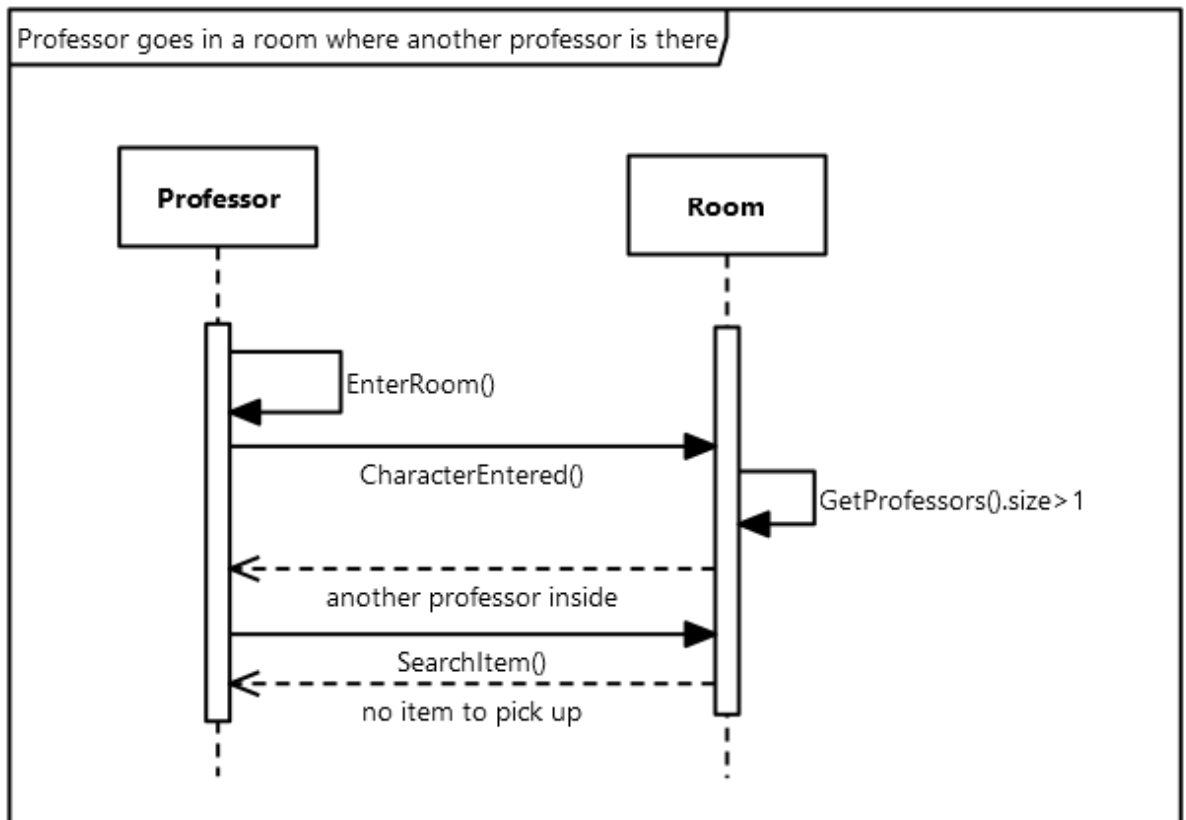 Professor goes in a room where another professor is there
Professor
Room
EnterRoom()
CharacterEntered()
GetProfessors().size>1
another professor inside
SearchItem()
no item to pick up